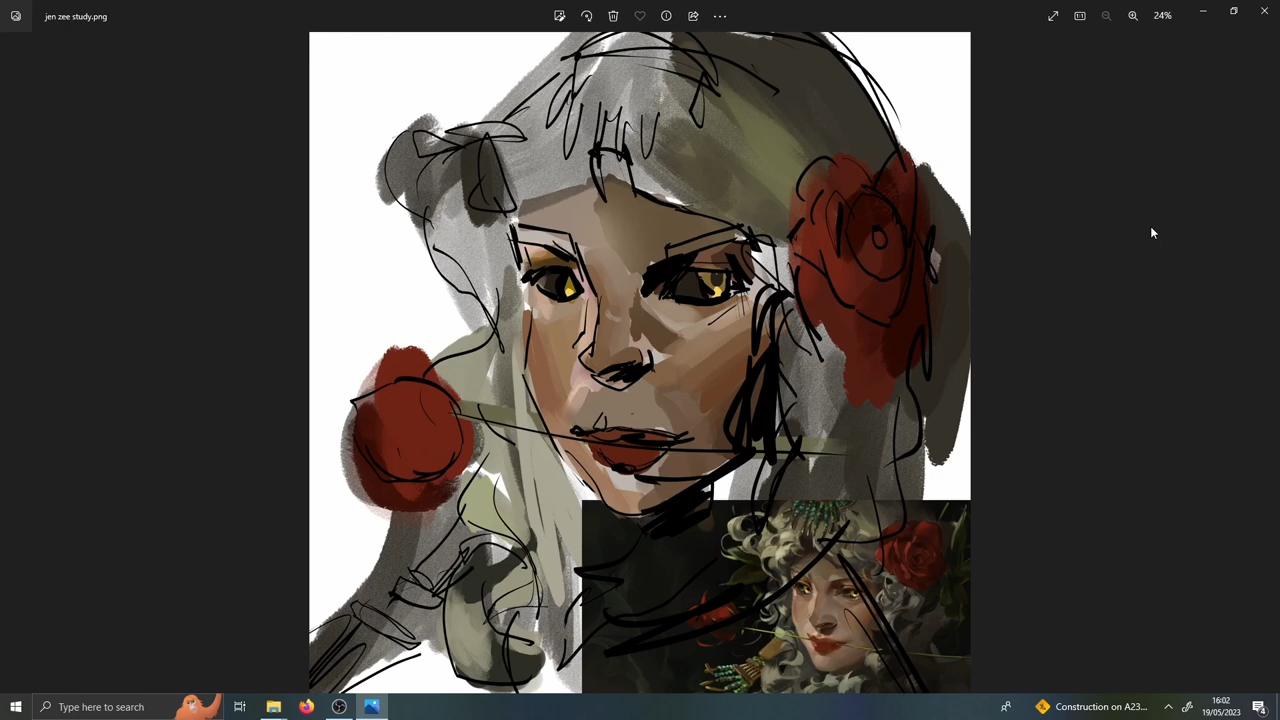 jen zee study.png
24%
Type here to search
Construction on A23...
16:02
19/05/2023
4